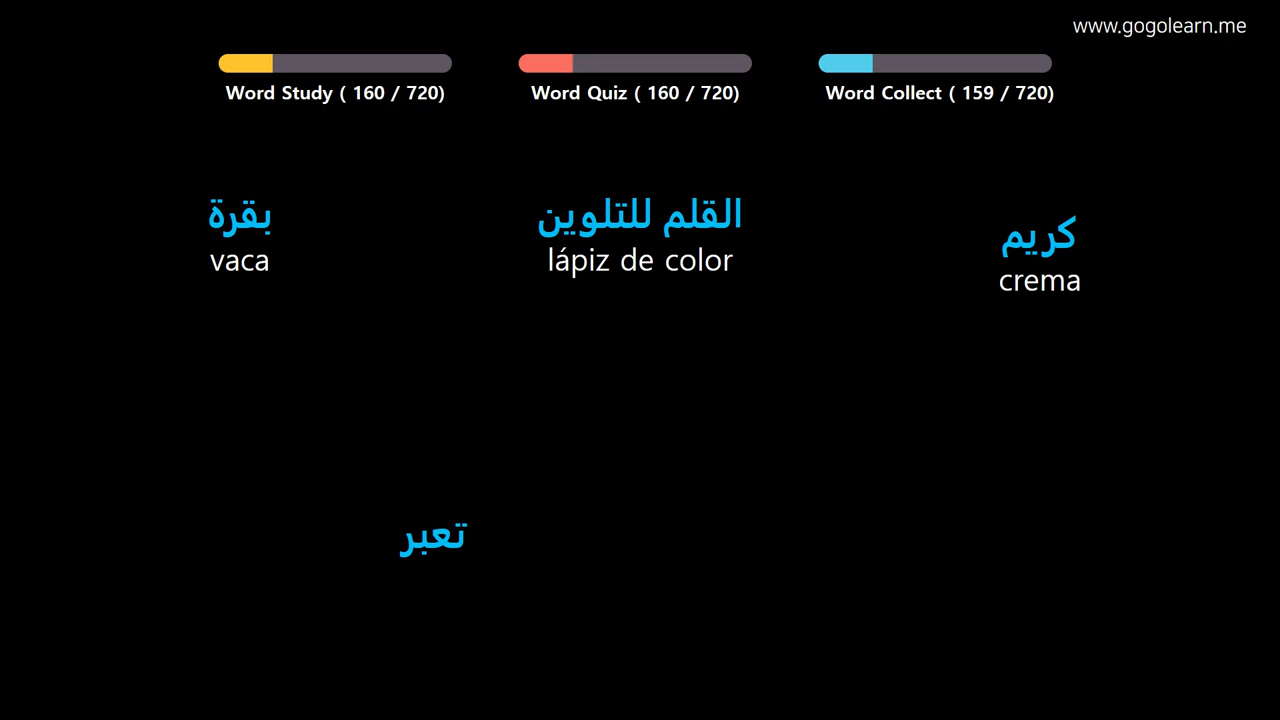 www.gogolearn.me
Word Study ( 160 / 720)
Word Quiz ( 160 / 720)
Word Collect ( 159 / 720)
بقرة
vaca
القلم للتلوين
lápiz de color
كريم
crema
تعبر